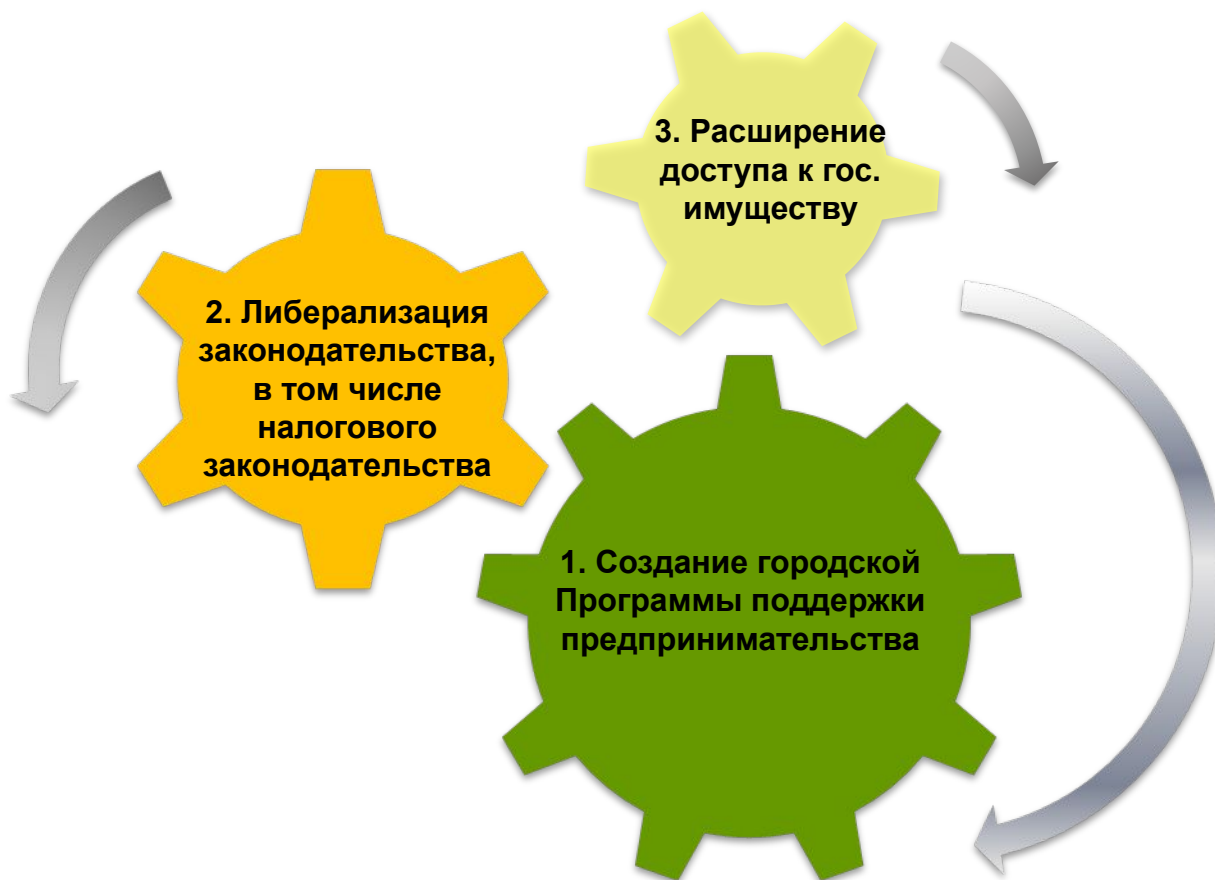 3. Расширение
доступа к гос.
имуществу
2. Либерализация
законодательства,
в том числе
налогового
законодательства
1. Создание городской
Программы поддержки
предпринимательства